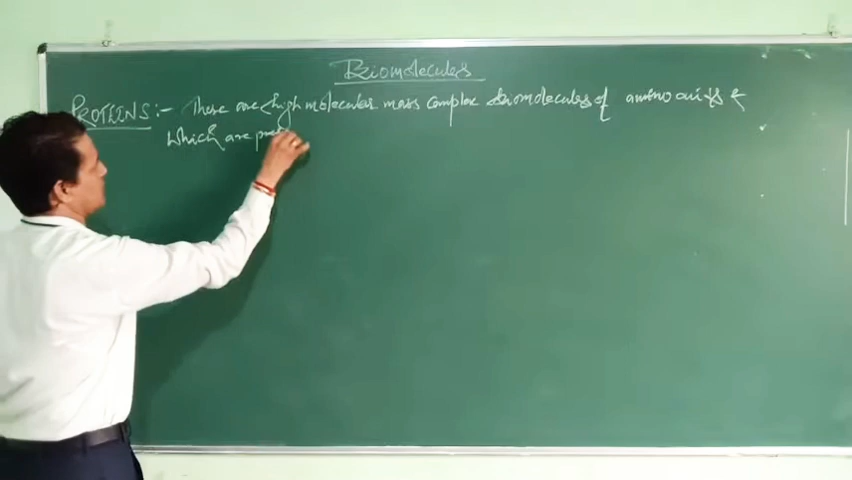 Biomolecules
PROTEINS :- These are high molecular mass complex biomolecules of amino acids &
which are